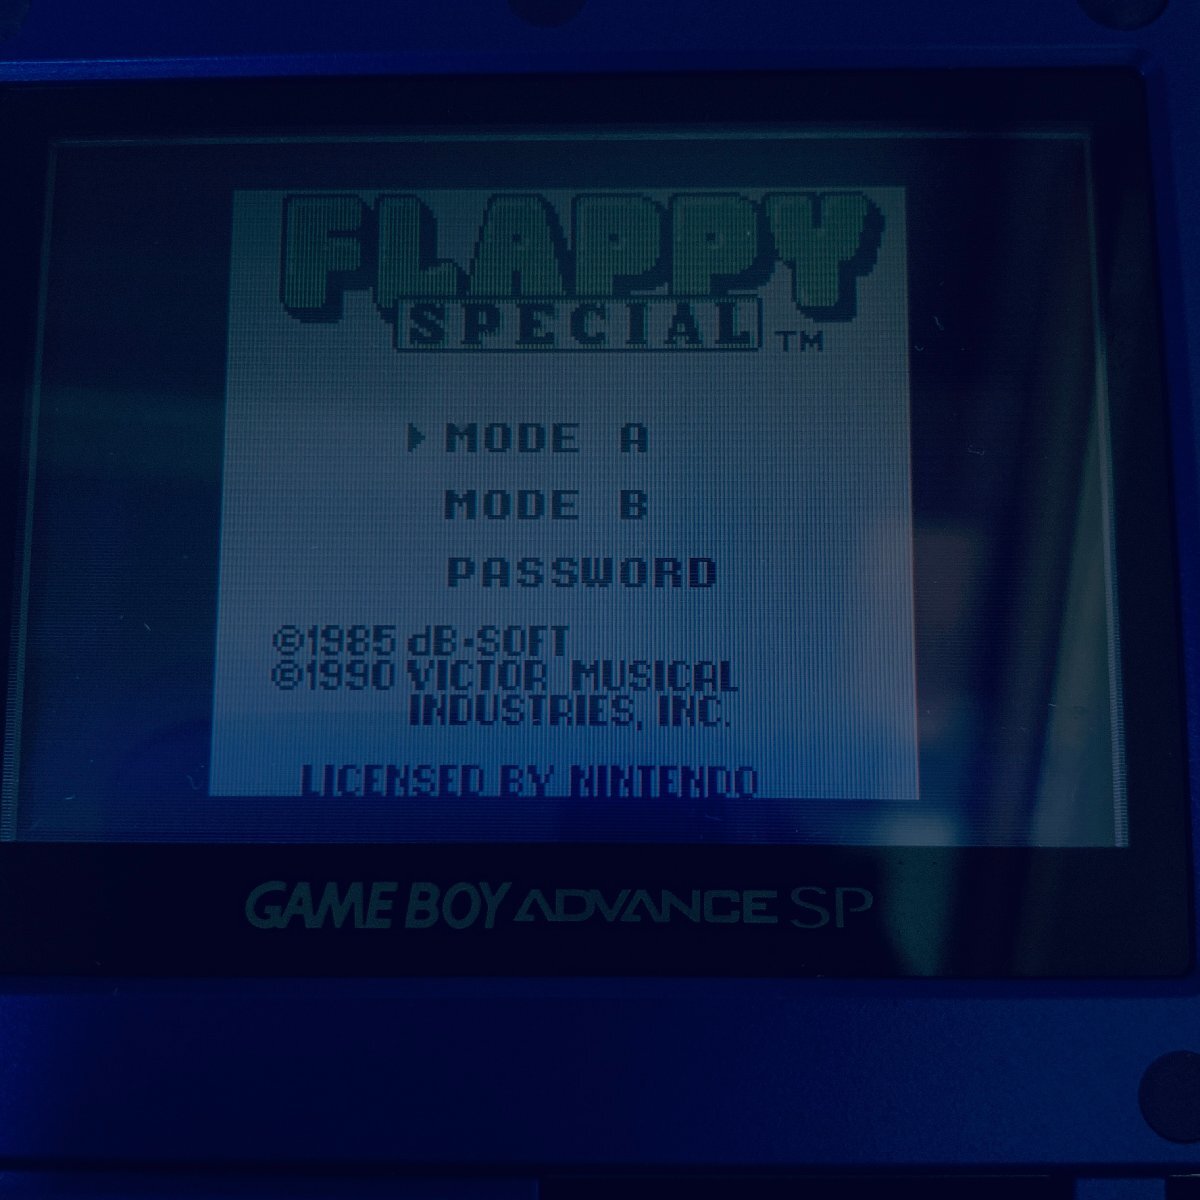 FLAPPY
SPECIAL ™
MODE A
MODE B
PASSWORD
©1985 dB·SOFT
©1990 VICTOR MUSICAL
INDUSTRIES, INC.
LICENSED BY NINTENDO
GAME BOY ADVANCE SP